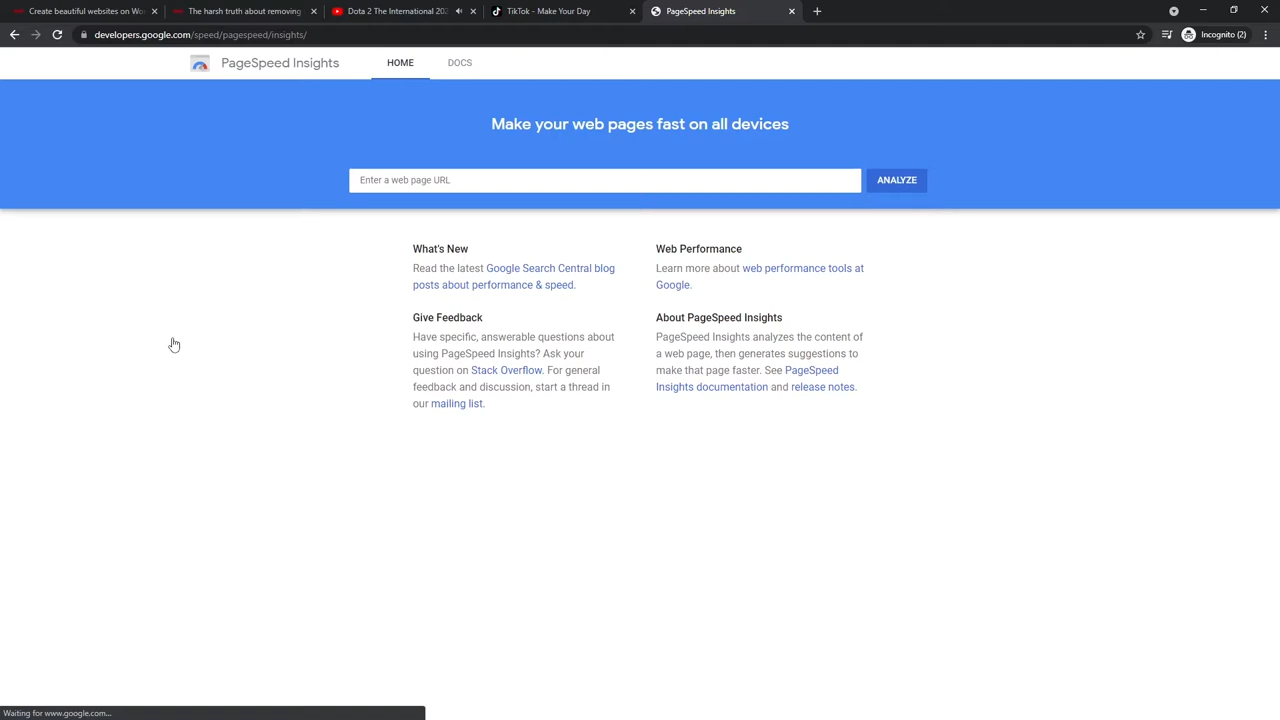 Create beautiful websites on Wo
The harsh truth about removing
Dota 2 The International 202
TikTok - Make Your Day
PageSpeed Insights
developers.google.com/speed/pagespeed/insights/
Incognito (2)
PageSpeed Insights
HOME
DOCS
Make your web pages fast on all devices
Enter a web page URL
ANALYZE
What's New
Read the latest Google Search Central blog
posts about performance & speed.
Give Feedback
Have specific, answerable questions about
using PageSpeed Insights? Ask your
question on Stack Overflow. For general
feedback and discussion, start a thread in
our mailing list.
Web Performance
Learn more about web performance tools at
Google.
About PageSpeed Insights
PageSpeed Insights analyzes the content of
a web page, then generates suggestions to
make that page faster. See PageSpeed
Insights documentation and release notes.
Waiting for www.google.com...